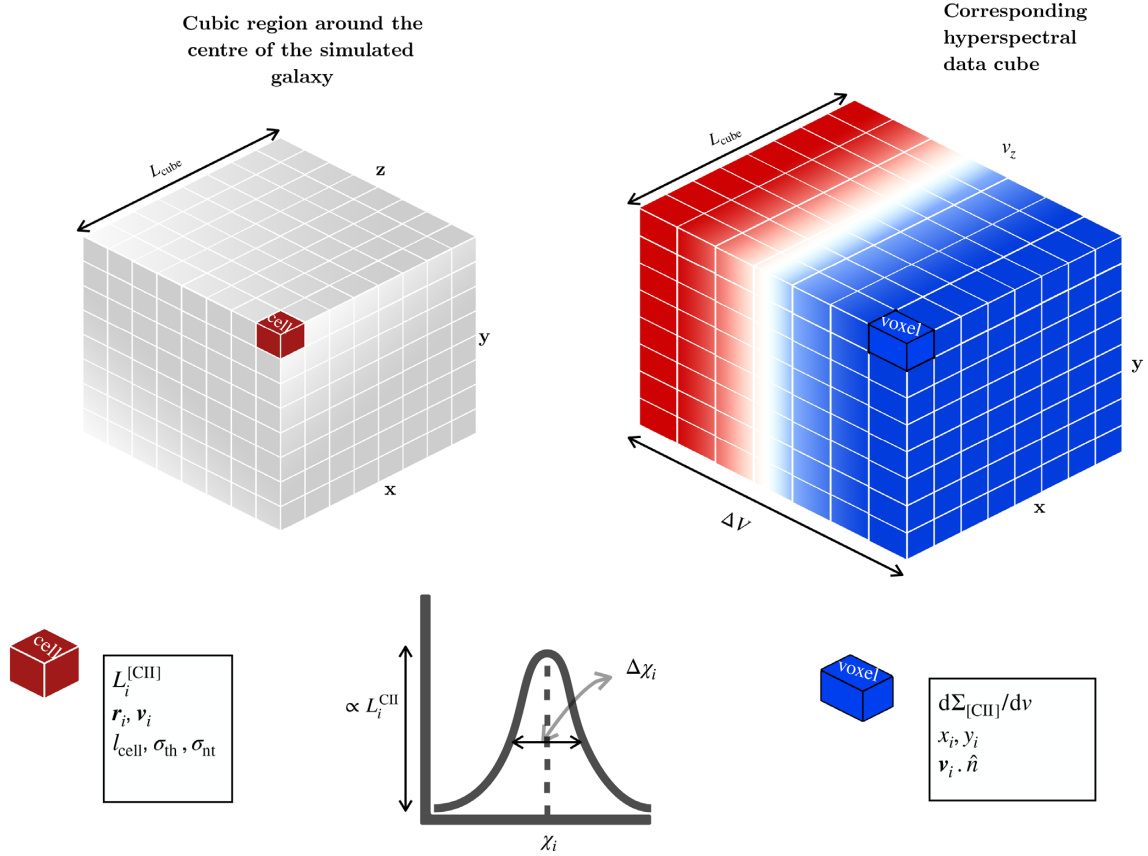 Cubic region around the
centre of the simulated
galaxy
Corresponding
hyperspectral
data cube
L_cube
z
cell
y
x
L_cube
v_z
voxel
y
x
ΔV
cell
L_i^[CII]
r_i, v_i
l_cell, σ_th, σ_nt
∝ L_i^CII
Δχ_i
χ_i
voxel
dΣ_[CII]/dv
x_i, y_i
v_i . n̂